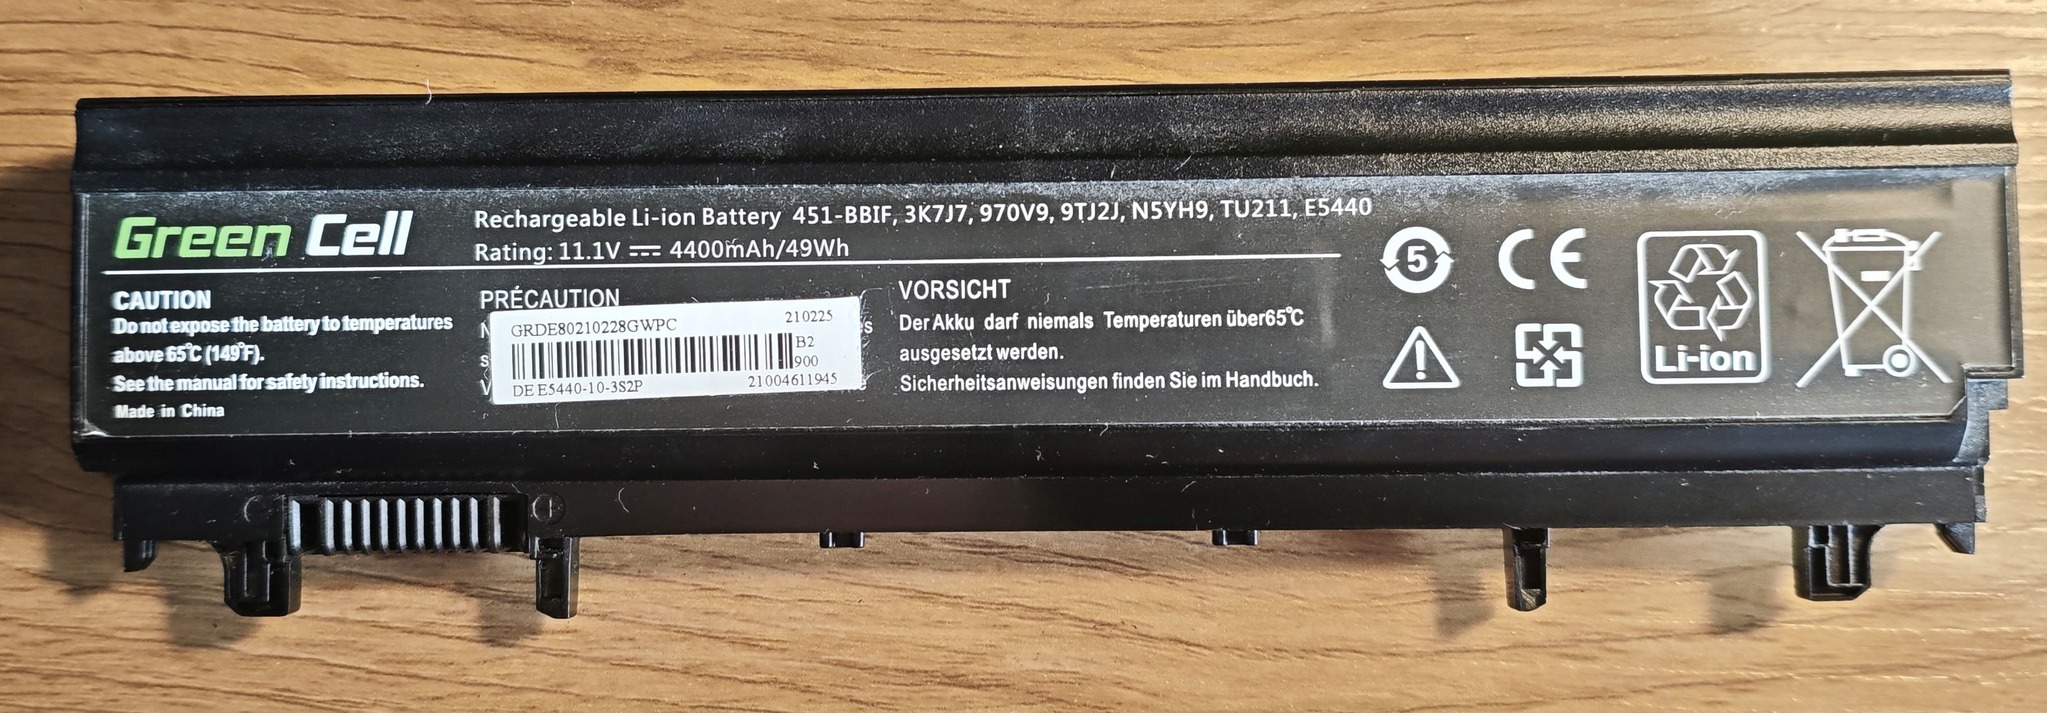 Green Cell
Rechargeable Li-ion Battery 451-BBIF, 3K7J7, 970V9, 9TJ2J, N5YH9, TU211, E5440
Rating: 11.1V ⎓ 4400mAh/49Wh
CAUTION
Do not expose the battery to temperatures
above 65℃ (149℉).
See the manual for safety instructions.
Made in China
PRÉCAUTION
GRDE80210228GWPC 210225
B2
900
DE E5440-10-3S2P 21004611945
VORSICHT
Der Akku darf niemals Temperaturen über65℃
ausgesetzt werden.
Sicherheitsanweisungen finden Sie im Handbuch.
5
CE
Li-ion